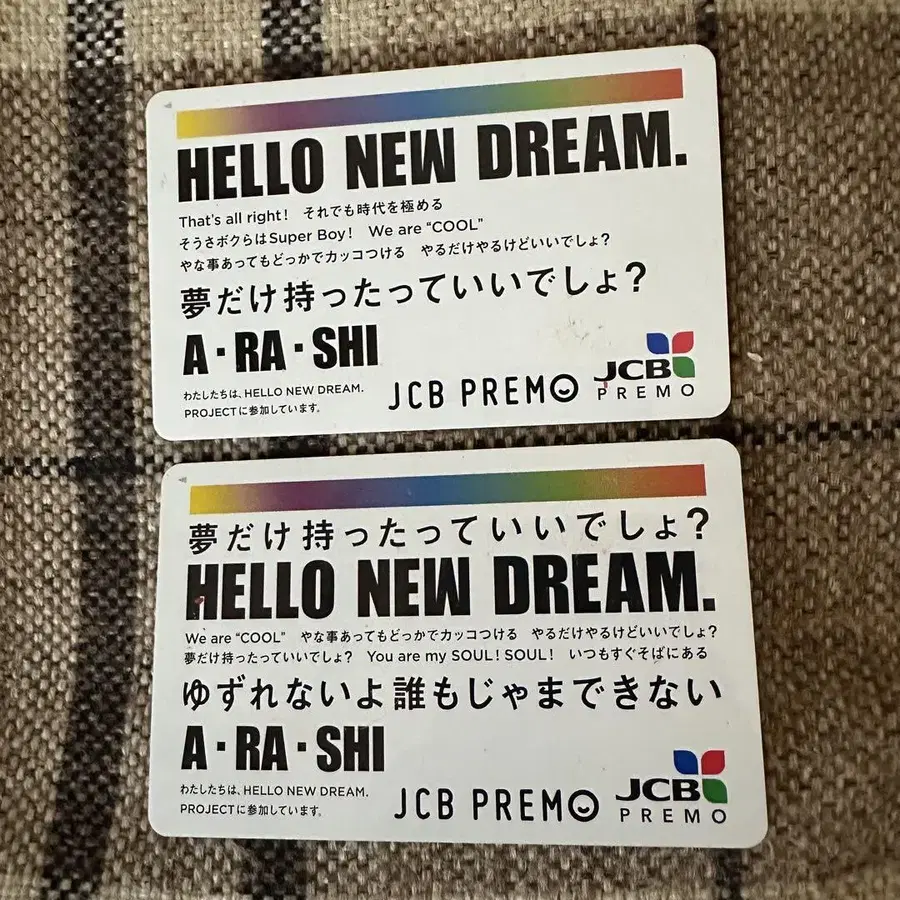 HELLO NEW DREAM.
That's all right! それでも時代を極める
そうさボクらはSuper Boy! We are "COOL"
やな事あってもどっかでカッコつける やるだけやるけどいいでしょ?
夢だけ持ったっていいでしょ?
A・RA・SHI
わたしたちは、HELLO NEW DREAM.
PROJECTに参加しています。
JCB PREMO
JCB
PREMO
夢だけ持ったっていいでしょ?
HELLO NEW DREAM.
We are "COOL" やな事あってもどっかでカッコつける やるだけやるけどいいでしょ?
夢だけ持ったっていいでしょ? You are my SOUL! SOUL! いつもすぐそばにある
ゆずれないよ誰もじゃまできない
A・RA・SHI
わたしたちは、HELLO NEW DREAM.
PROJECTに参加しています。
JCB PREMO
JCB
PREMO